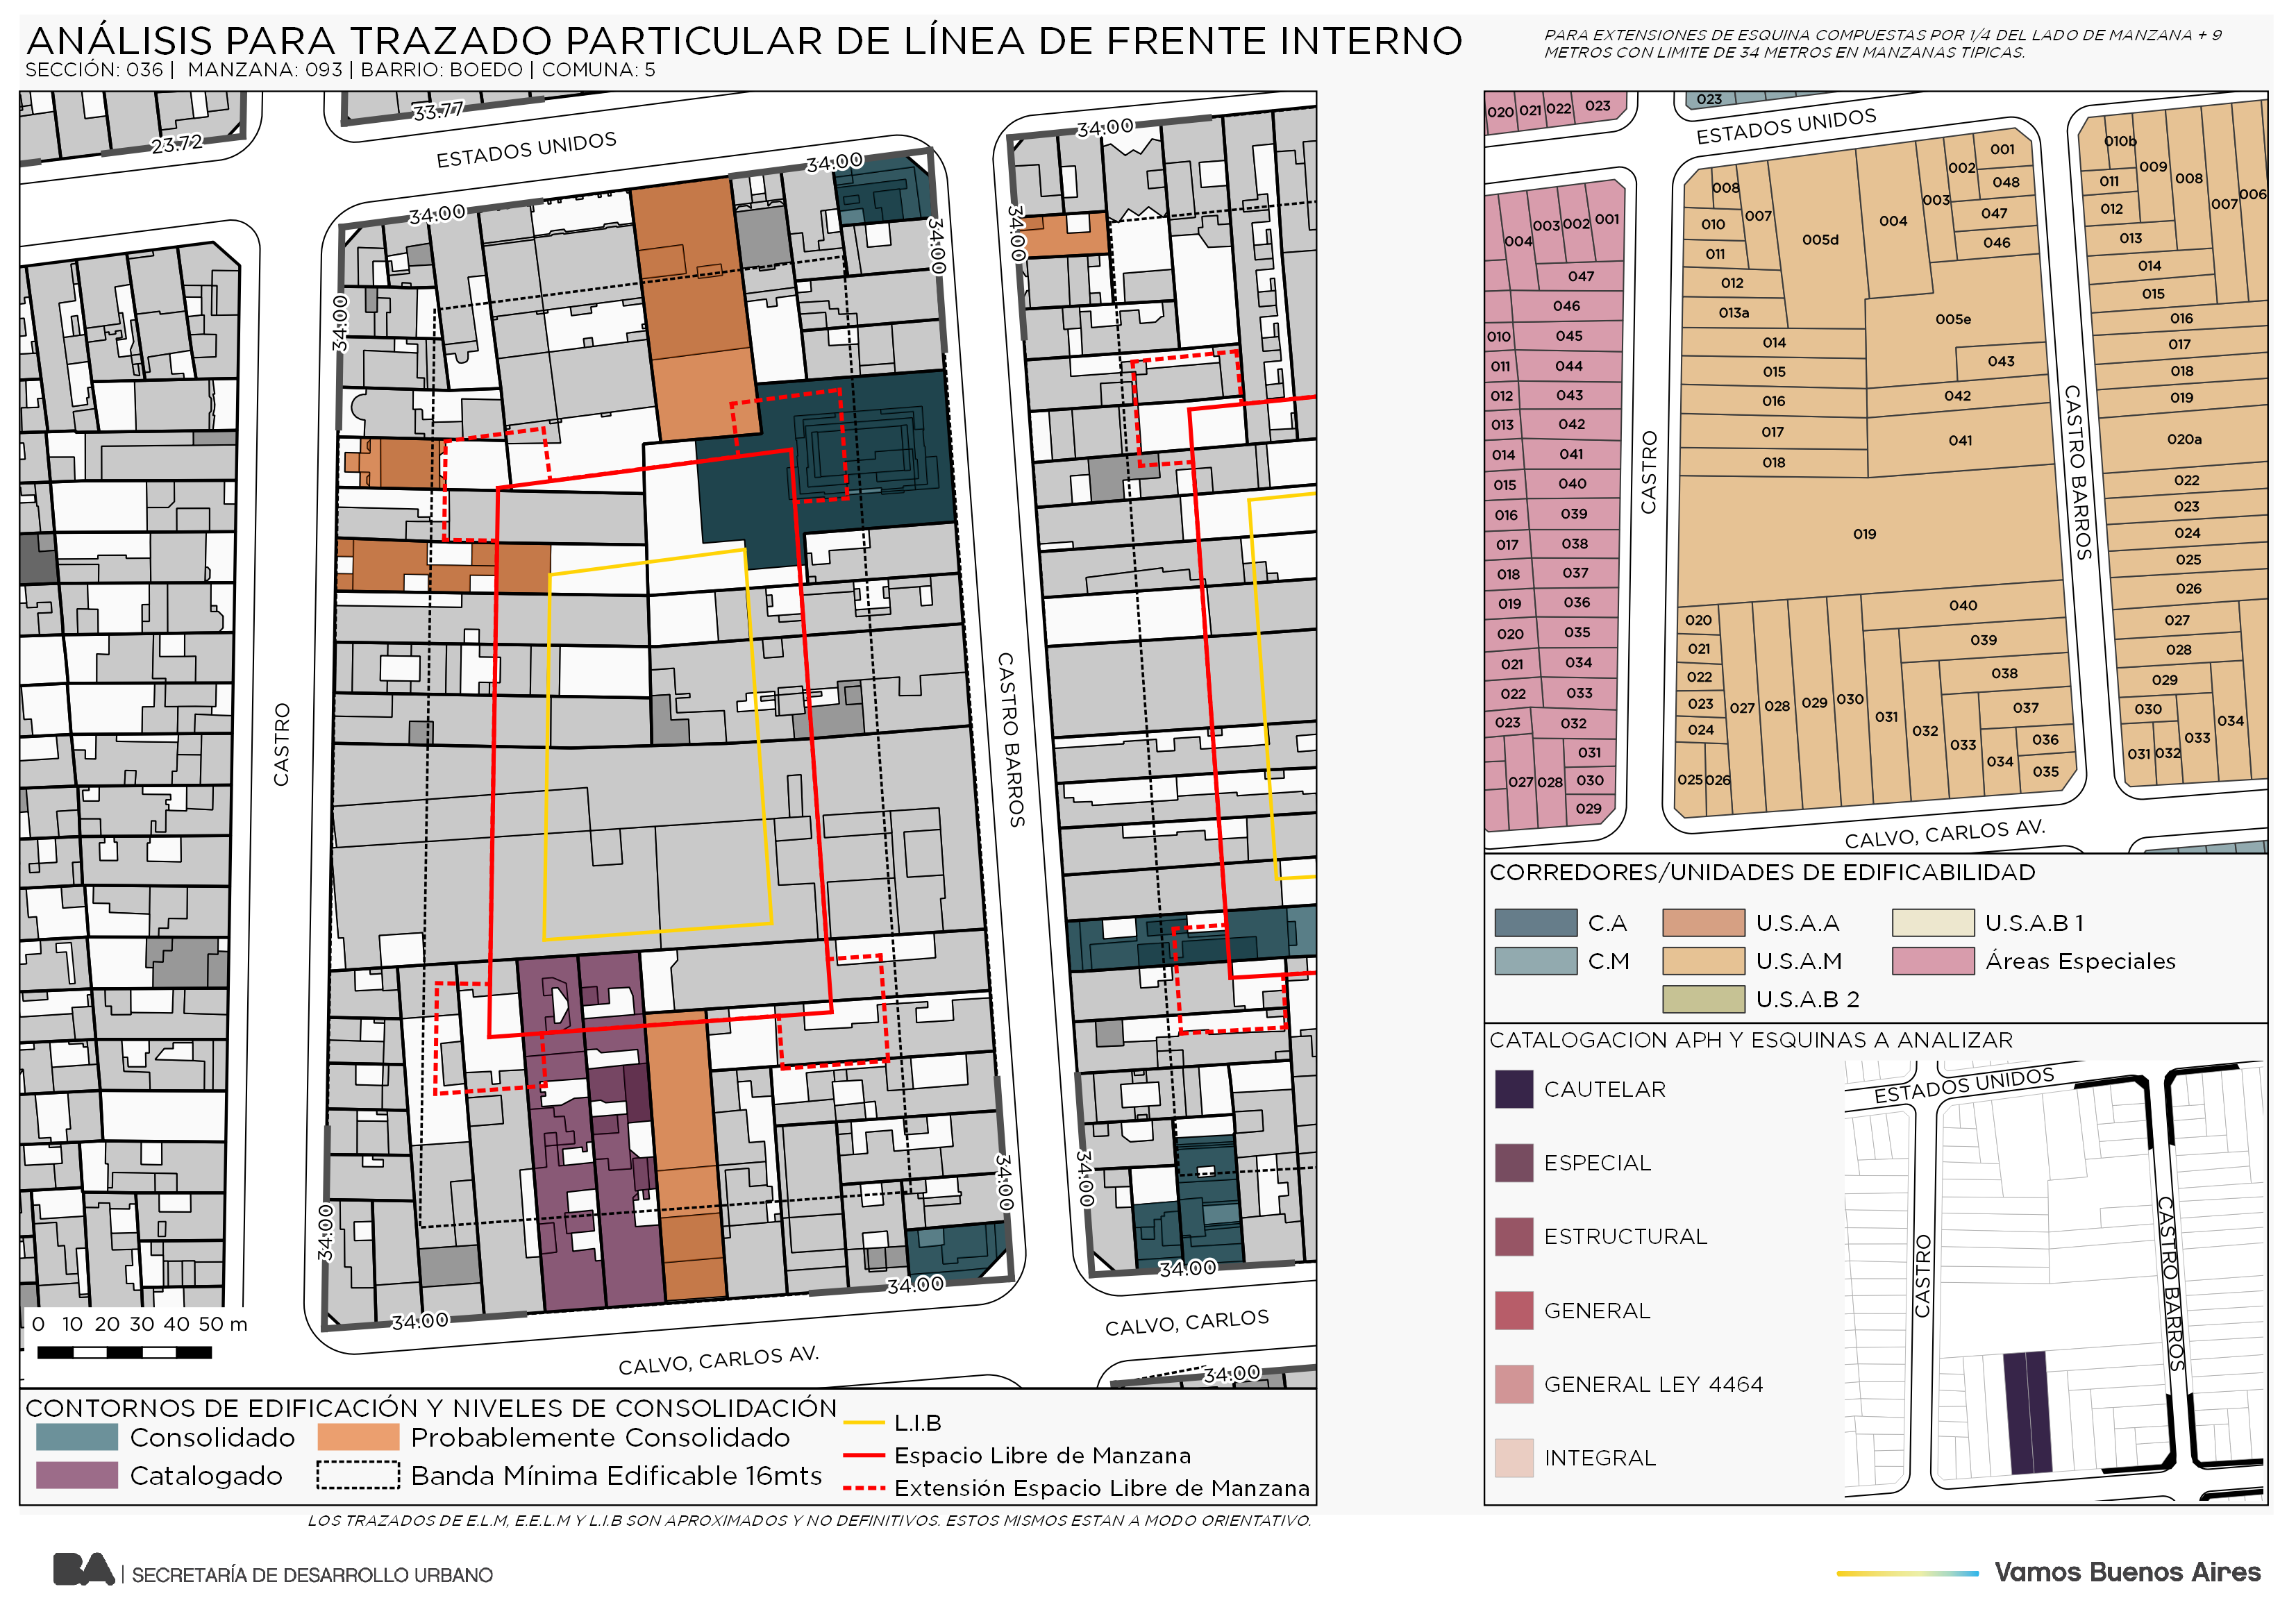 ANÁLISIS PARA TRAZADO PARTICULAR DE LÍNEA DE FRENTE INTERNO
SECCIÓN: 036 | MANZANA: 093 | BARRIO: BOEDO | COMUNA: 5
PARA EXTENSIONES DE ESQUINA COMPUESTAS POR 1/4 DEL LADO DE MANZANA + 9
METROS CON LIMITE DE 34 METROS EN MANZANAS TIPICAS.
33.77
23.72
ESTADOS UNIDOS
34.00
34.00
34.00
34.00
34.00
34.00
CASTRO
CASTRO BARROS
34.00
34.00
34.00
34.00
34.00
34.00
34.00
CALVO, CARLOS AV.
CALVO, CARLOS
0 10 20 30 40 50 m
CONTORNOS DE EDIFICACIÓN Y NIVELES DE CONSOLIDACIÓN
Consolidado
Probablemente Consolidado
Catalogado
Banda Mínima Edificable 16mts
L.I.B
Espacio Libre de Manzana
Extensión Espacio Libre de Manzana
LOS TRAZADOS DE E.L.M, E.E.L.M Y L.I.B SON APROXIMADOS Y NO DEFINITIVOS. ESTOS MISMOS ESTAN A MODO ORIENTATIVO.
020 021 022 023
023
ESTADOS UNIDOS
004 003 002 001
047
046
010 045
011 044
012 043
013 042
014 041
015 040
016 039
017 038
018 037
019 036
020 035
021 034
022 033
023 032
031
027 028 030
029
CASTRO
008 007 005d 004 003 002 001
048
010 047
011 046
012
013a 005e
014 043
015
016 042
017 041
018
019
020 040
021 039
022 038
023 037
024 036
025 026 027 028 029 030 031 032 033 034 035
CASTRO BARROS
010b 009 008 007 006
011
012
013
014
015
016
017
018
019
020a
022
023
024
025
026
027
028
029
030
031 032 033 034
CALVO, CARLOS AV.
CORREDORES/UNIDADES DE EDIFICABILIDAD
C.A
U.S.A.A
U.S.A.B 1
C.M
U.S.A.M
Áreas Especiales
U.S.A.B 2
CATALOGACION APH Y ESQUINAS A ANALIZAR
CAUTELAR
ESPECIAL
ESTRUCTURAL
GENERAL
GENERAL LEY 4464
INTEGRAL
ESTADOS UNIDOS
CASTRO
CASTRO BARROS
BA | SECRETARÍA DE DESARROLLO URBANO
Vamos Buenos Aires